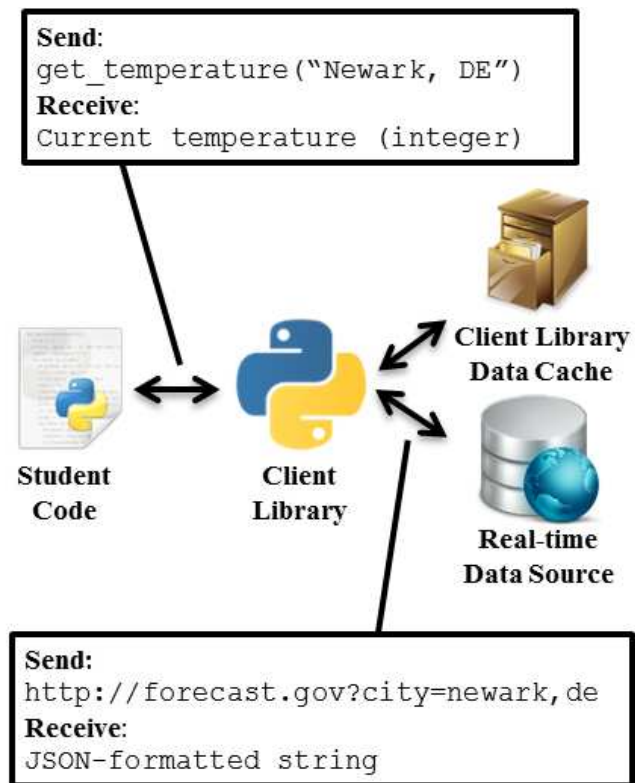 Send:
get_temperature(“Newark, DE”)
Receive:
Current temperature (integer)
Client Library
Data Cache
Student
Code
Client
Library
Real-time
Data Source
Send:
http://forecast.gov?city=newark,de
Receive:
JSON-formatted string